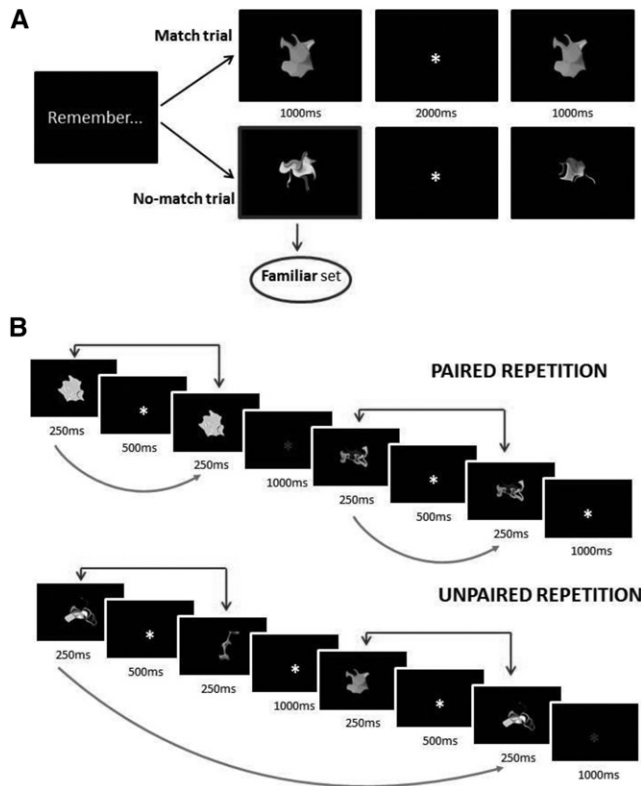 A
Match trial
Remember...
1000ms
2000ms
1000ms
No-match trial
Familiar set
B
PAIRED REPETITION
250ms
500ms
250ms
1000ms
250ms
500ms
250ms
1000ms
UNPAIRED REPETITION
250ms
500ms
250ms
1000ms
250ms
500ms
250ms
1000ms